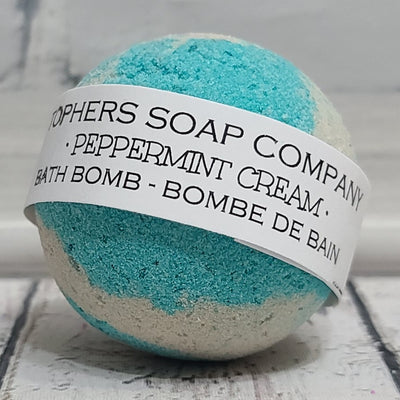 TOPHERS SOAP COMPANY
· PEPPERMINT CREAM ·
BATH BOMB - BOMBE DE BAIN